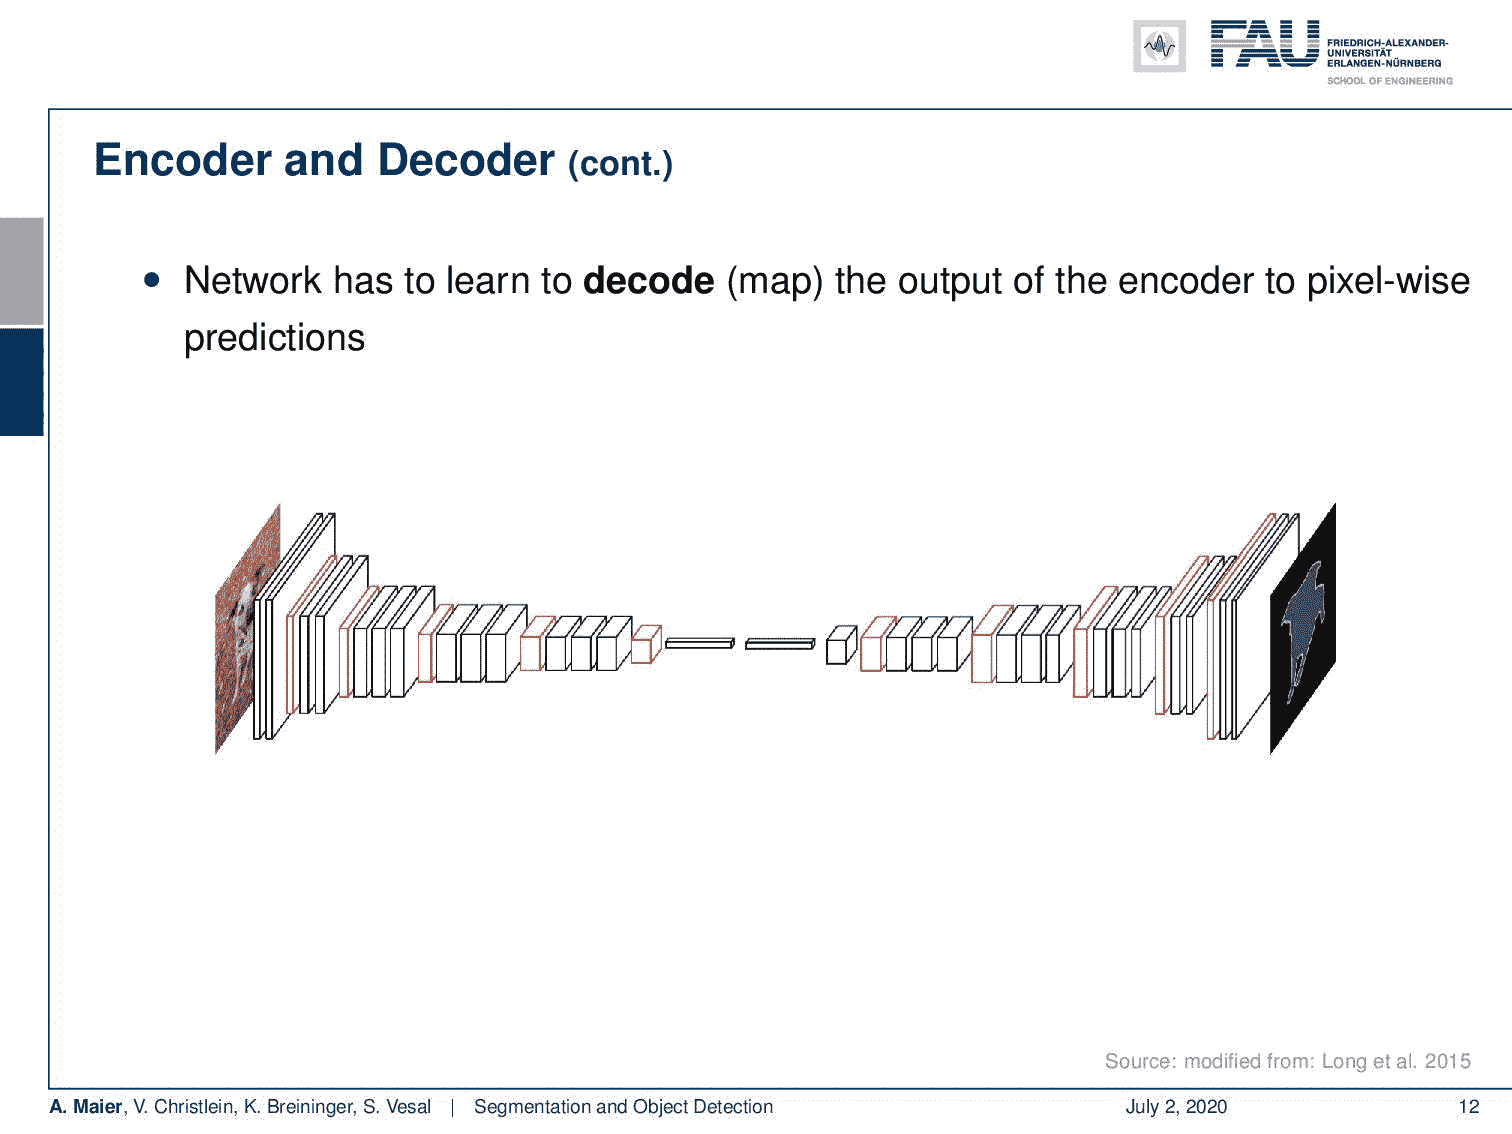 FAU
FRIEDRICH-ALEXANDER-
UNIVERSITÄT
ERLANGEN-NÜRNBERG
SCHOOL OF ENGINEERING
Encoder and Decoder (cont.)
• Network has to learn to decode (map) the output of the encoder to pixel-wise
predictions
Source: modified from: Long et al. 2015
A. Maier, V. Christlein, K. Breininger, S. Vesal | Segmentation and Object Detection July 2, 2020 12